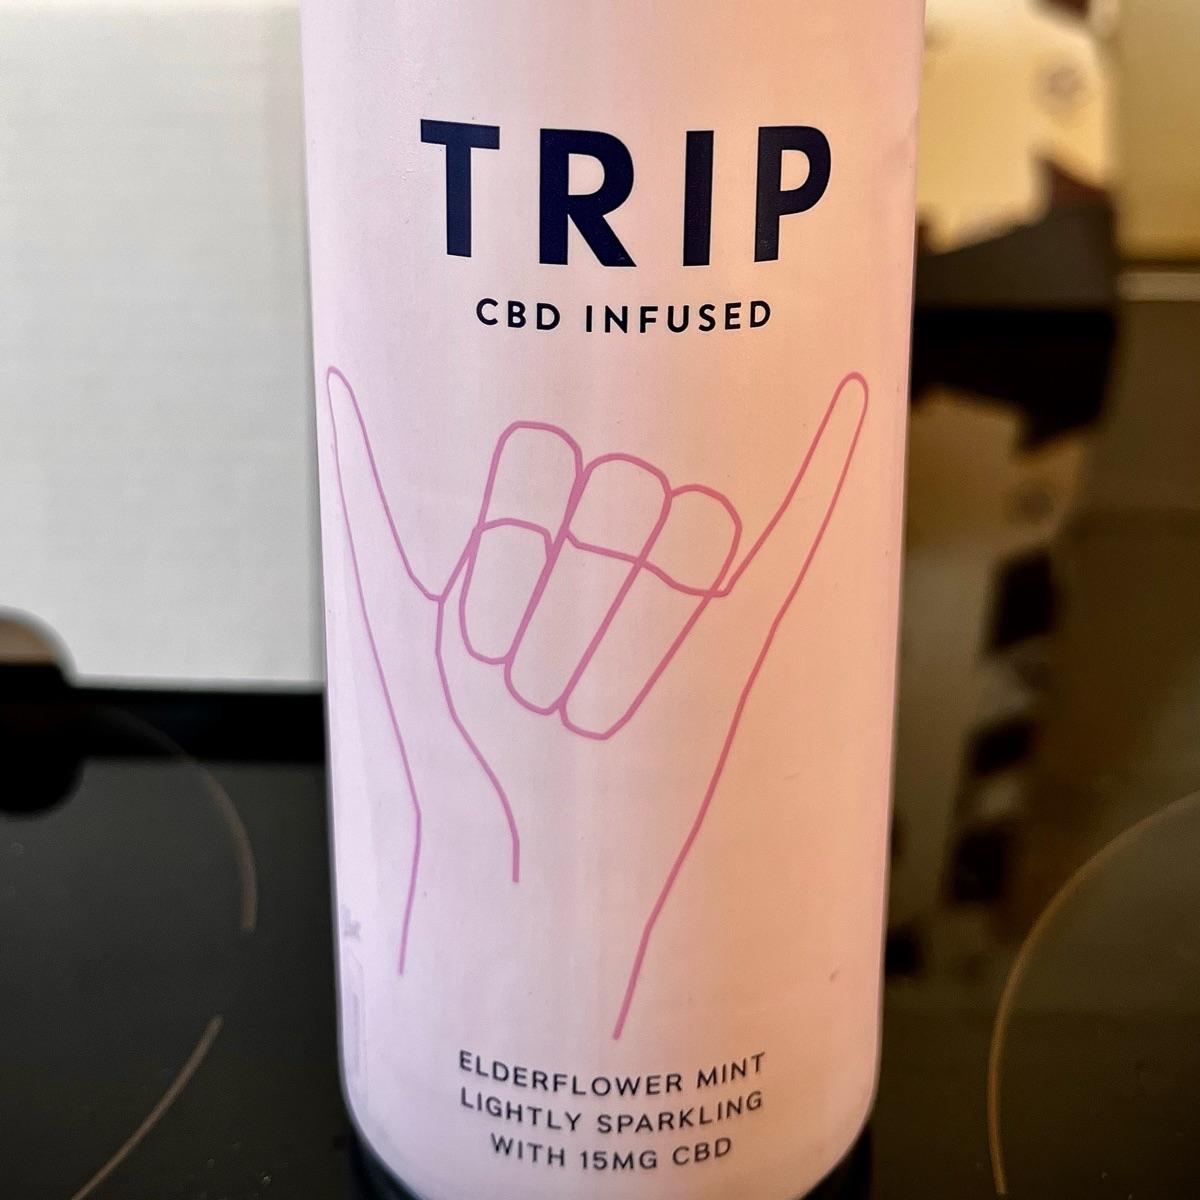 TRIP
CBD INFUSED
ELDERFLOWER MINT
LIGHTLY SPARKLING
WITH 15MG CBD